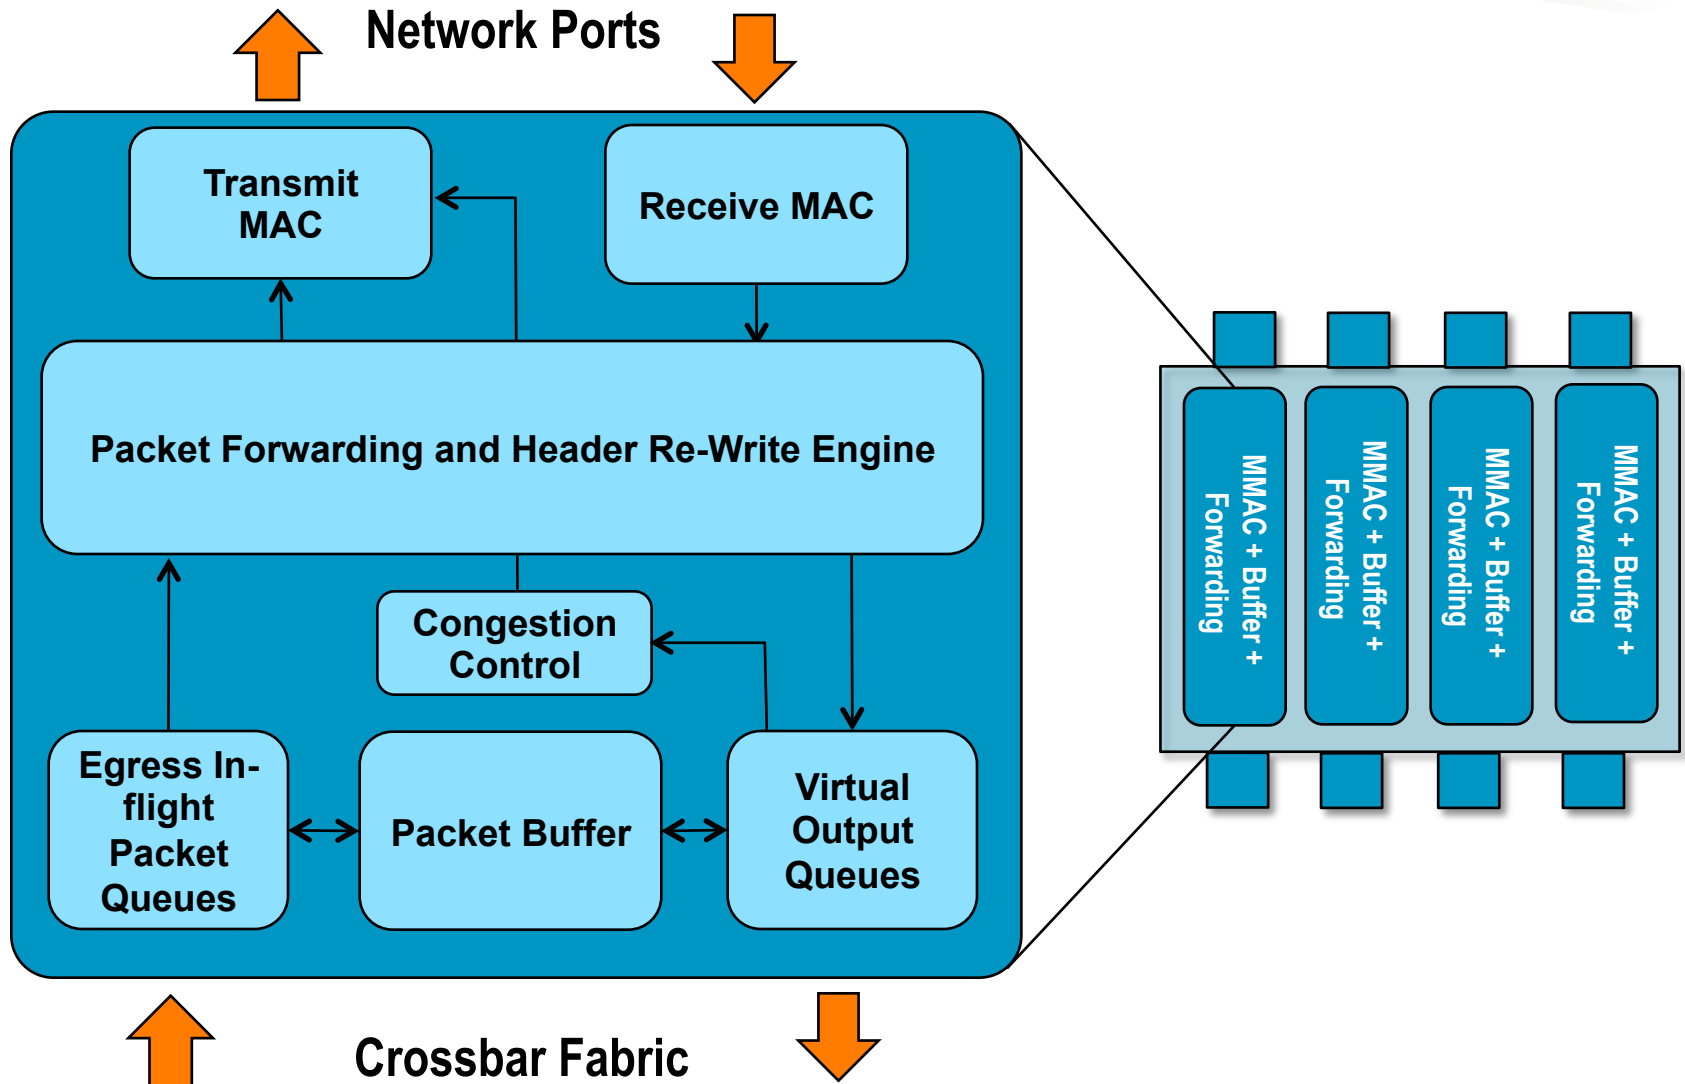 Network Ports
Transmit
MAC
Receive MAC
Packet Forwarding and Header Re-Write Engine
Congestion
Control
Egress In-
flight
Packet
Queues
Packet Buffer
Virtual
Output
Queues
Crossbar Fabric
MMAC + Buffer +
Forwarding
MMAC + Buffer +
Forwarding
MMAC + Buffer +
Forwarding
MMAC + Buffer +
Forwarding